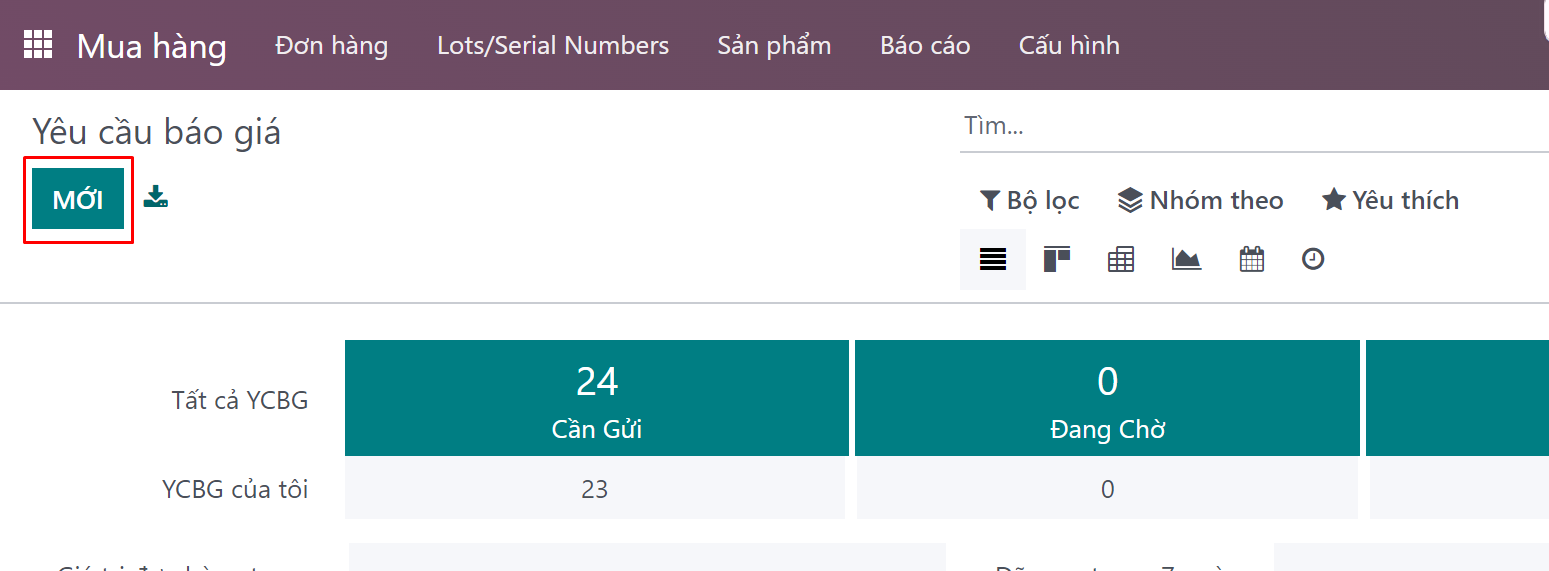 Mua hàng Đơn hàng Lots/Serial Numbers Sản phẩm Báo cáo Cấu hình
Yêu cầu báo giá
Tìm...
MỚI
Bộ lọc Nhóm theo Yêu thích
24
0
Tất cả YCBG
Cần Gửi
Đang Chờ
YCBG của tôi
23
0